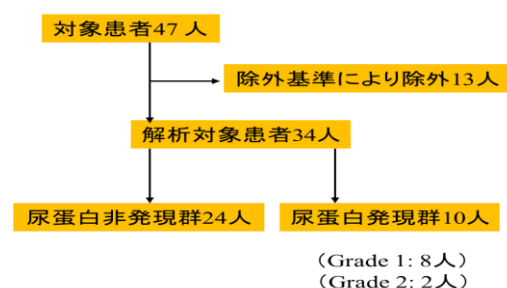 対象患者47 人
除外基準により除外13人
解析対象患者34人
尿蛋白非発現群24人
尿蛋白発現群10人
（Grade 1: 8人）
（Grade 2: 2人）